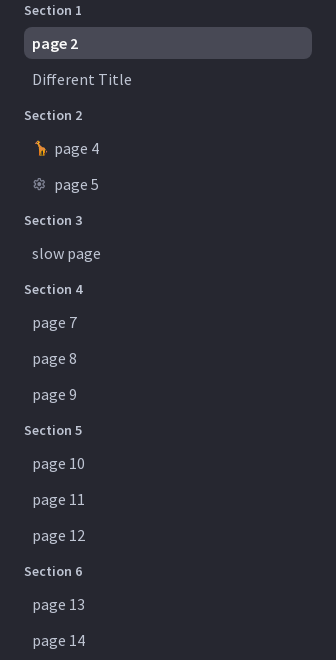 Section 1
page 2
Different Title
Section 2
page 4
page 5
Section 3
slow page
Section 4
page 7
page 8
page 9
Section 5
page 10
page 11
page 12
Section 6
page 13
page 14